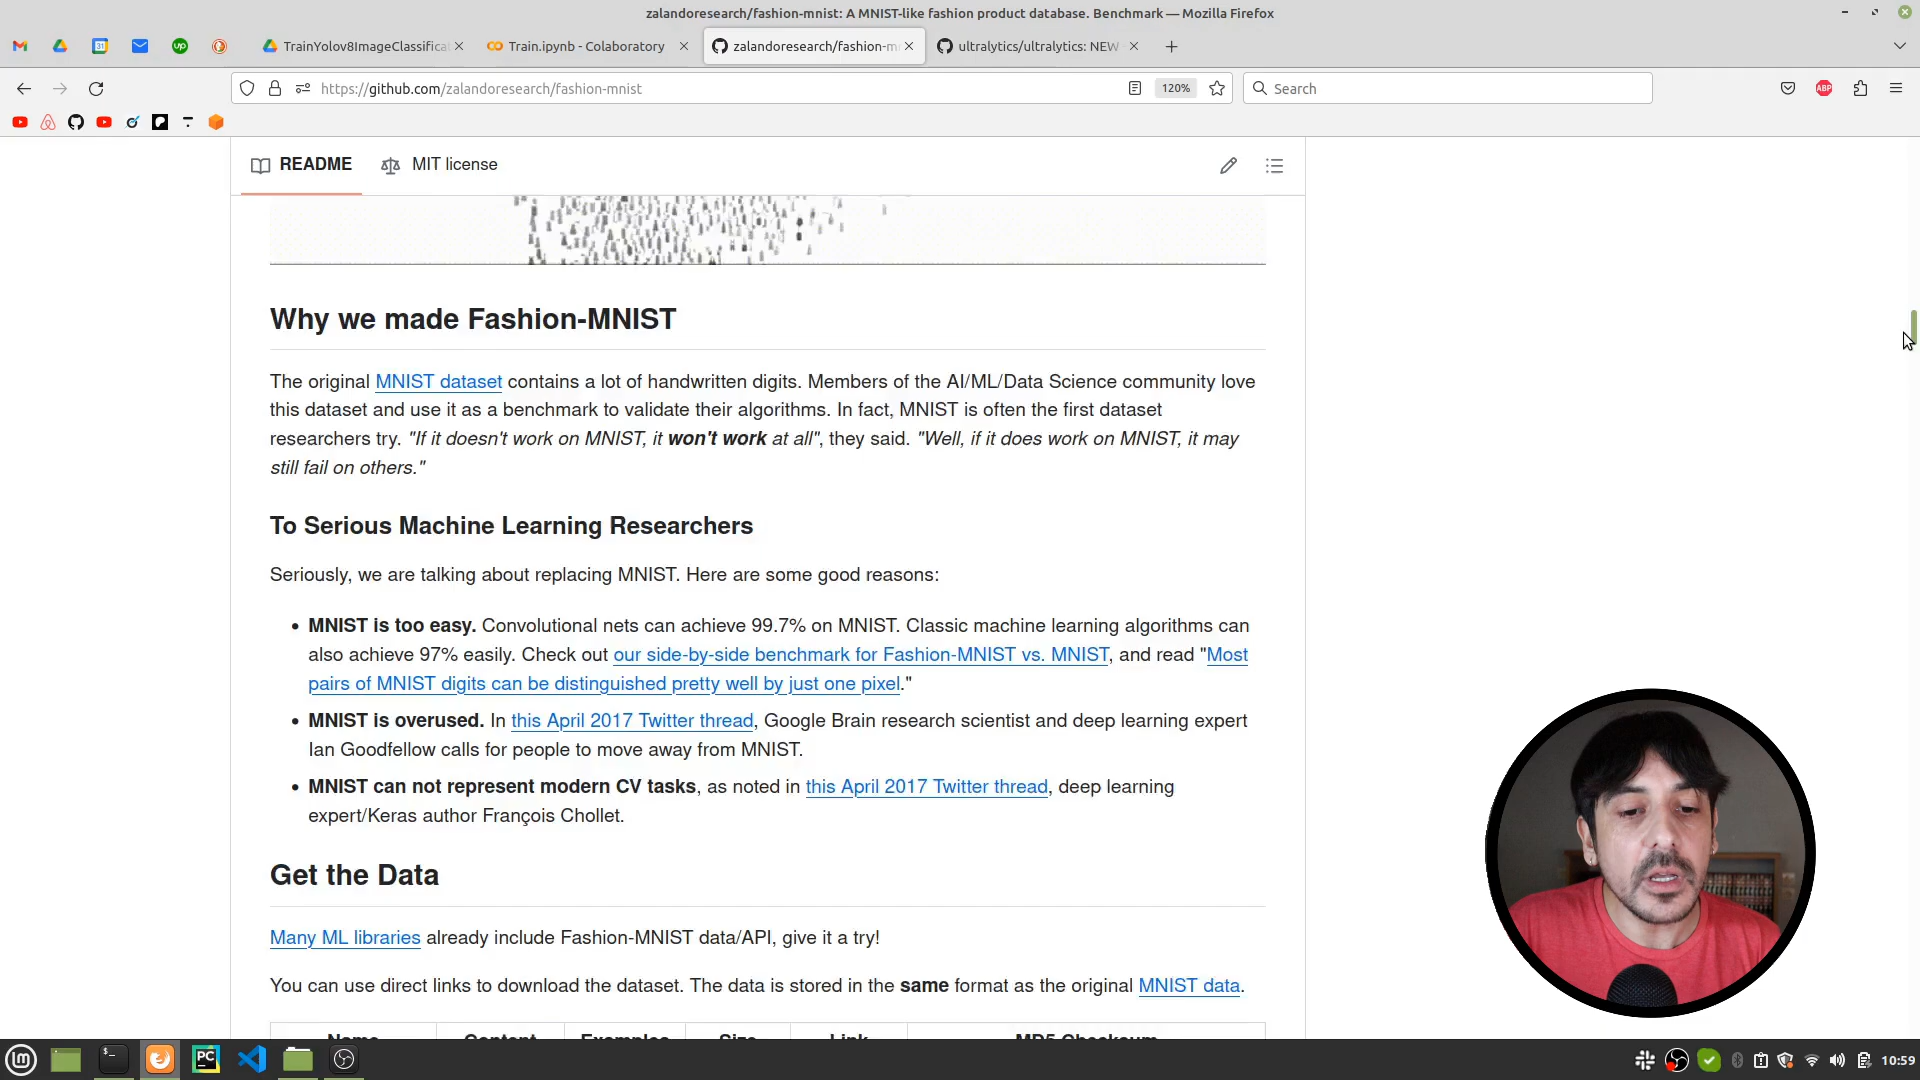 zalandoresearch/fashion-mnist: A MNIST-like fashion product database. Benchmark — Mozilla Firefox
TrainYolov8ImageClassifica
Train.ipynb - Colaboratory
zalandoresearch/fashion-m
ultralytics/ultralytics: NEW
https://github.com/zalandoresearch/fashion-mnist
120%
Search
ABP
README
MIT license
Why we made Fashion-MNIST
The original MNIST dataset contains a lot of handwritten digits. Members of the AI/ML/Data Science community love
this dataset and use it as a benchmark to validate their algorithms. In fact, MNIST is often the first dataset
researchers try. "If it doesn't work on MNIST, it won't work at all", they said. "Well, if it does work on MNIST, it may
still fail on others."
To Serious Machine Learning Researchers
Seriously, we are talking about replacing MNIST. Here are some good reasons:
• MNIST is too easy. Convolutional nets can achieve 99.7% on MNIST. Classic machine learning algorithms can
also achieve 97% easily. Check out our side-by-side benchmark for Fashion-MNIST vs. MNIST, and read "Most
pairs of MNIST digits can be distinguished pretty well by just one pixel."
• MNIST is overused. In this April 2017 Twitter thread, Google Brain research scientist and deep learning expert
Ian Goodfellow calls for people to move away from MNIST.
• MNIST can not represent modern CV tasks, as noted in this April 2017 Twitter thread, deep learning
expert/Keras author François Chollet.
Get the Data
Many ML libraries already include Fashion-MNIST data/API, give it a try!
You can use direct links to download the dataset. The data is stored in the same format as the original MNIST data.
Name Content Examples Size Link MD5 Checksum
10:59